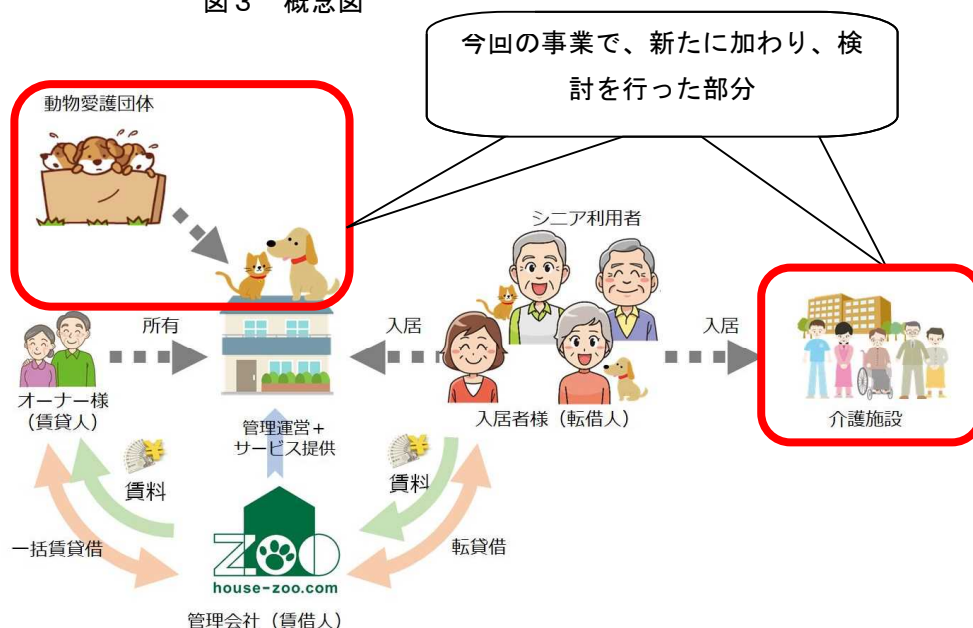 図３　概念図
今回の事業で、新たに加わり、検
討を行った部分
動物愛護団体
シニア利用者
所有
入居
入居
オーナー様
（賃貸人）
管理運営＋
サービス提供
入居者様（転借人）
介護施設
賃料
賃料
一括賃貸借
転貸借
ZOO
house-zoo.com
管理会社（賃借人）